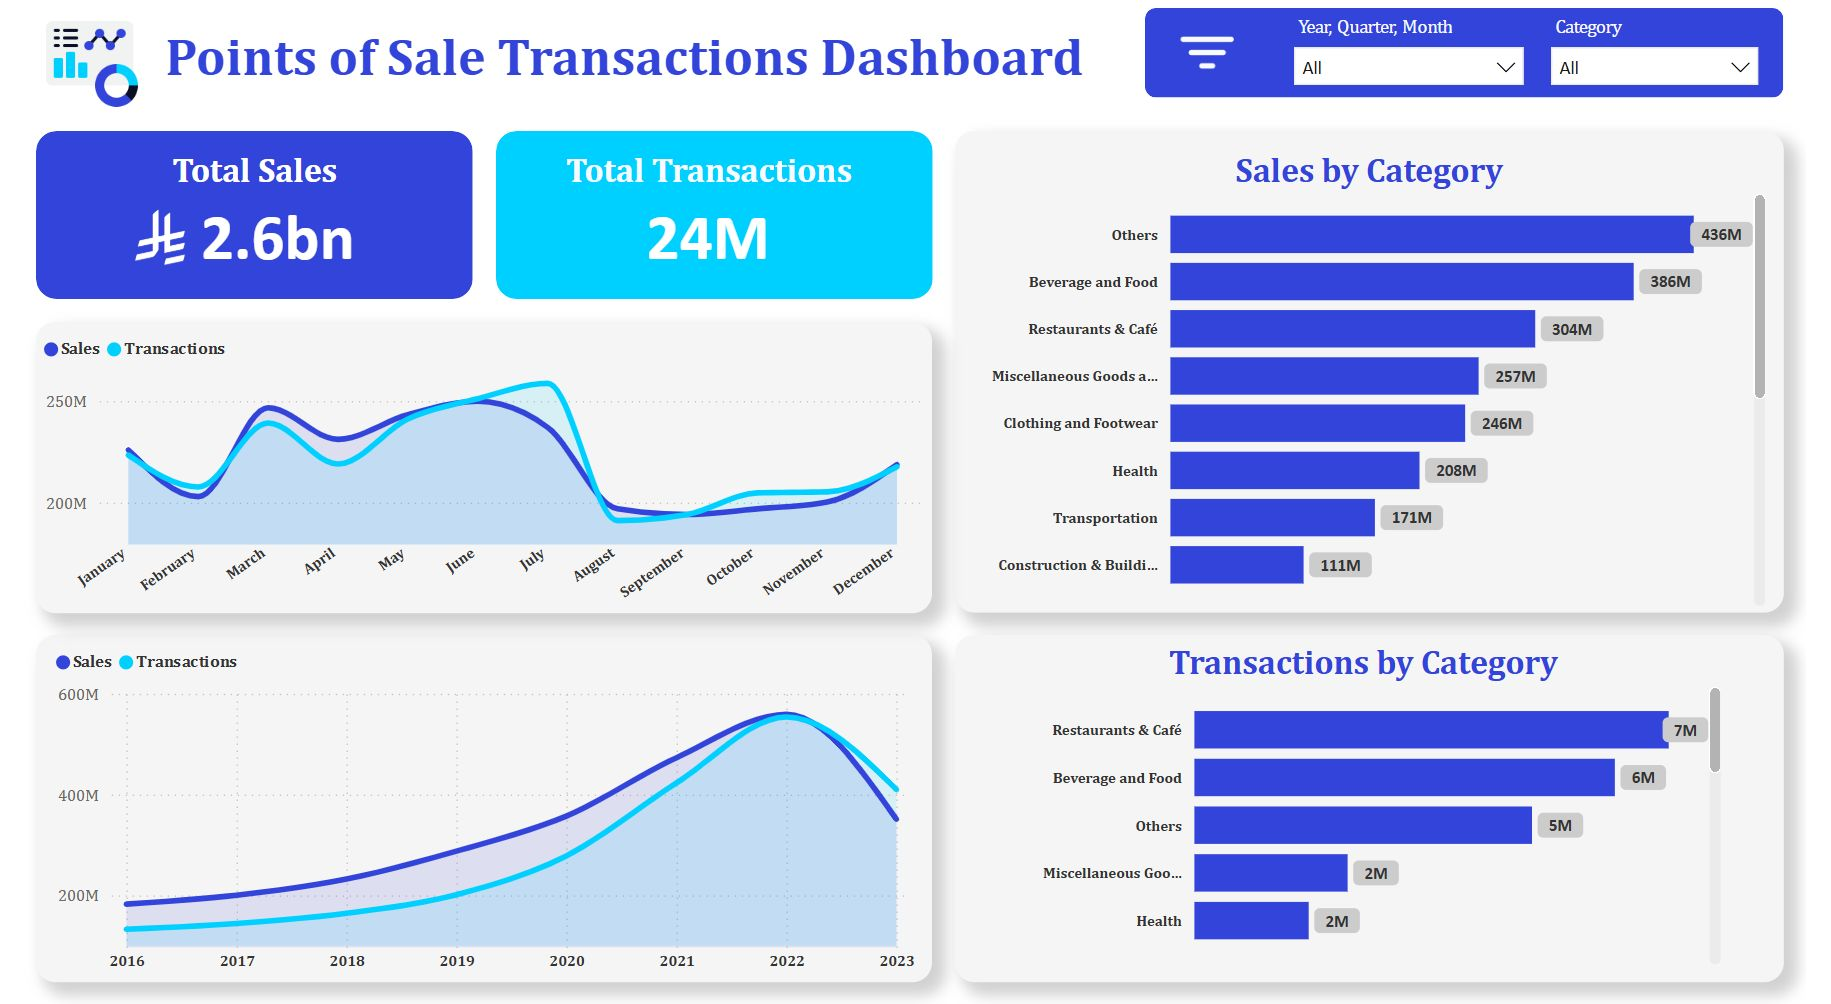 Points of Sale Transactions Dashboard
Year, Quarter, Month
Category
All
All
Total Sales
2.6bn
Total Transactions
24M
Sales
Transactions
250M
200M
January
February
March
April
May
June
July
August
September
October
November
December
Sales
Transactions
600M
400M
200M
2016
2017
2018
2019
2020
2021
2022
2023
Sales by Category
Others
436M
Beverage and Food
386M
Restaurants & Café
304M
Miscellaneous Goods a...
257M
Clothing and Footwear
246M
Health
208M
Transportation
171M
Construction & Buildi...
111M
Transactions by Category
Restaurants & Café
7M
Beverage and Food
6M
Others
5M
Miscellaneous Goo...
2M
Health
2M